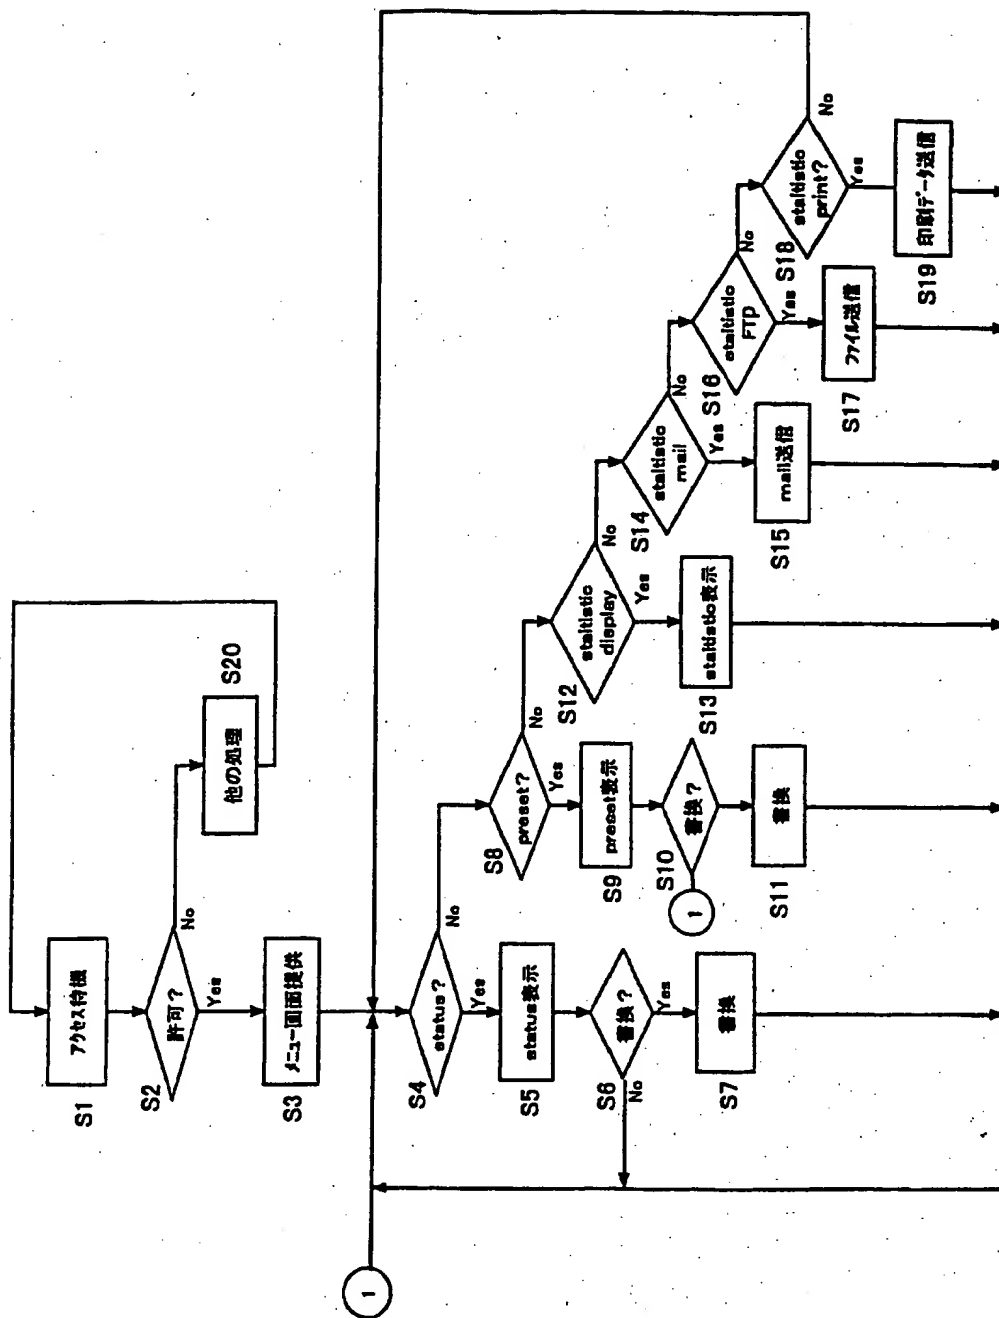 S1
アクセス待機
S2
許可?
No
Yes
S20
他の処理
S3
メニュー画面提供
1
S4
status?
No
Yes
S5
status表示
S6
書換?
No
Yes
S7
書換
S8
preset?
No
Yes
S9
preset表示
S10
書換?
1
S11
書換
S12
staitistic
display
No
Yes
S13
staitistic表示
S14
staitistic
mail
No
Yes
S15
mail送信
S16
staitistic
FTP
No
Yes
S17
ファイル送信
S18
staitistic
print?
No
Yes
S19
印刷データ送信